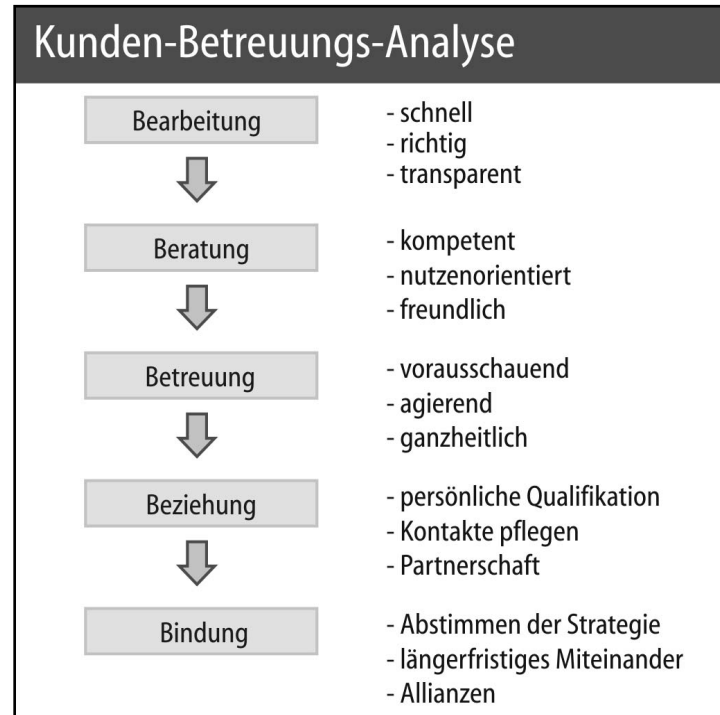 Kunden-Betreuungs-Analyse
Bearbeitung
- schnell
- richtig
- transparent
Beratung
- kompetent
- nutzenorientiert
- freundlich
Betreuung
- vorausschauend
- agierend
- ganzheitlich
Beziehung
- persönliche Qualifikation
- Kontakte pflegen
- Partnerschaft
Bindung
- Abstimmen der Strategie
- längerfristiges Miteinander
- Allianzen